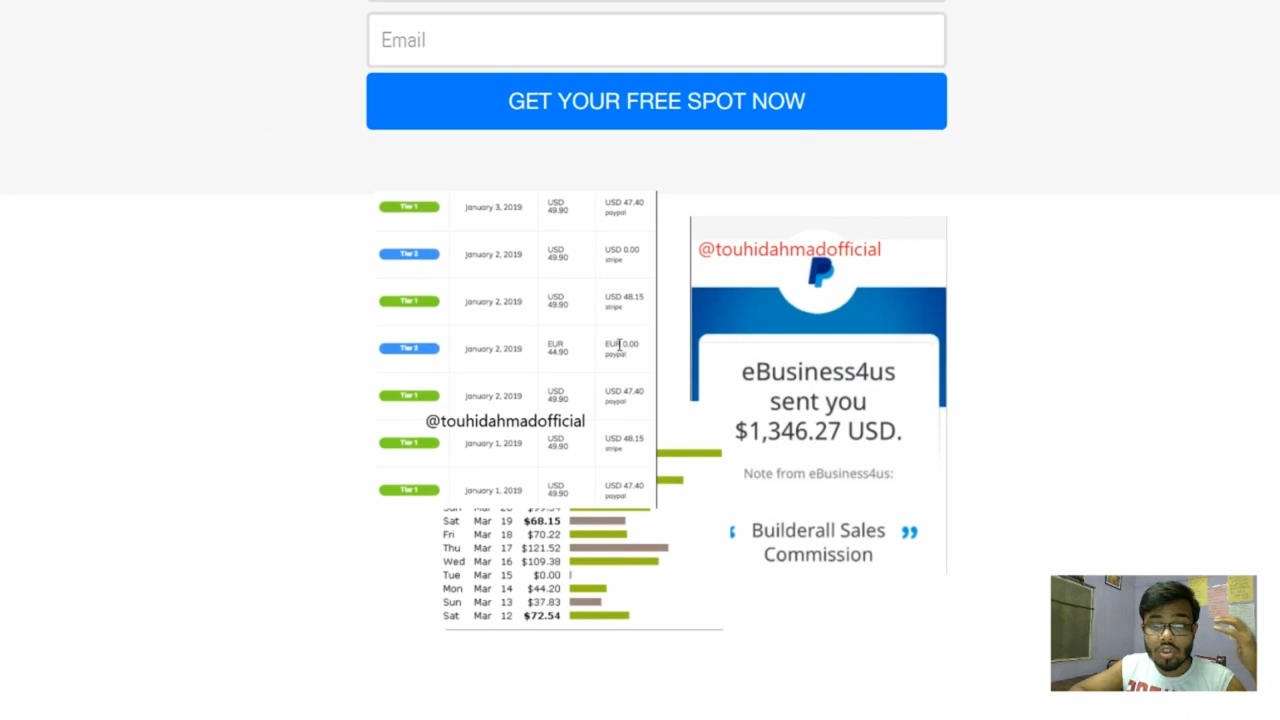 Email
GET YOUR FREE SPOT NOW
Tier 1 January 3, 2019 USD 49.90 USD 47.40 paypal
Tier 2 January 2, 2019 USD 49.90 USD 0.00 stripe
Tier 1 January 2, 2019 USD 49.90 USD 48.15 stripe
Tier 2 January 2, 2019 EUR 44.90 EUR 0.00 paypal
Tier 1 January 2, 2019 USD 49.90 USD 47.40 paypal
@touhidahmadofficial
Tier 1 January 1, 2019 USD 49.90 USD 48.15 stripe
Tier 1 January 1, 2019 USD 49.90 USD 47.40 paypal
Sat Mar 19 $68.15
Fri Mar 18 $70.22
Thu Mar 17 $121.52
Wed Mar 16 $109.38
Tue Mar 15 $0.00
Mon Mar 14 $44.20
Sun Mar 13 $37.83
Sat Mar 12 $72.54
@touhidahmadofficial
eBusiness4us
sent you
$1,346.27 USD.
Note from eBusiness4us:
“ Builderall Sales ”
Commission